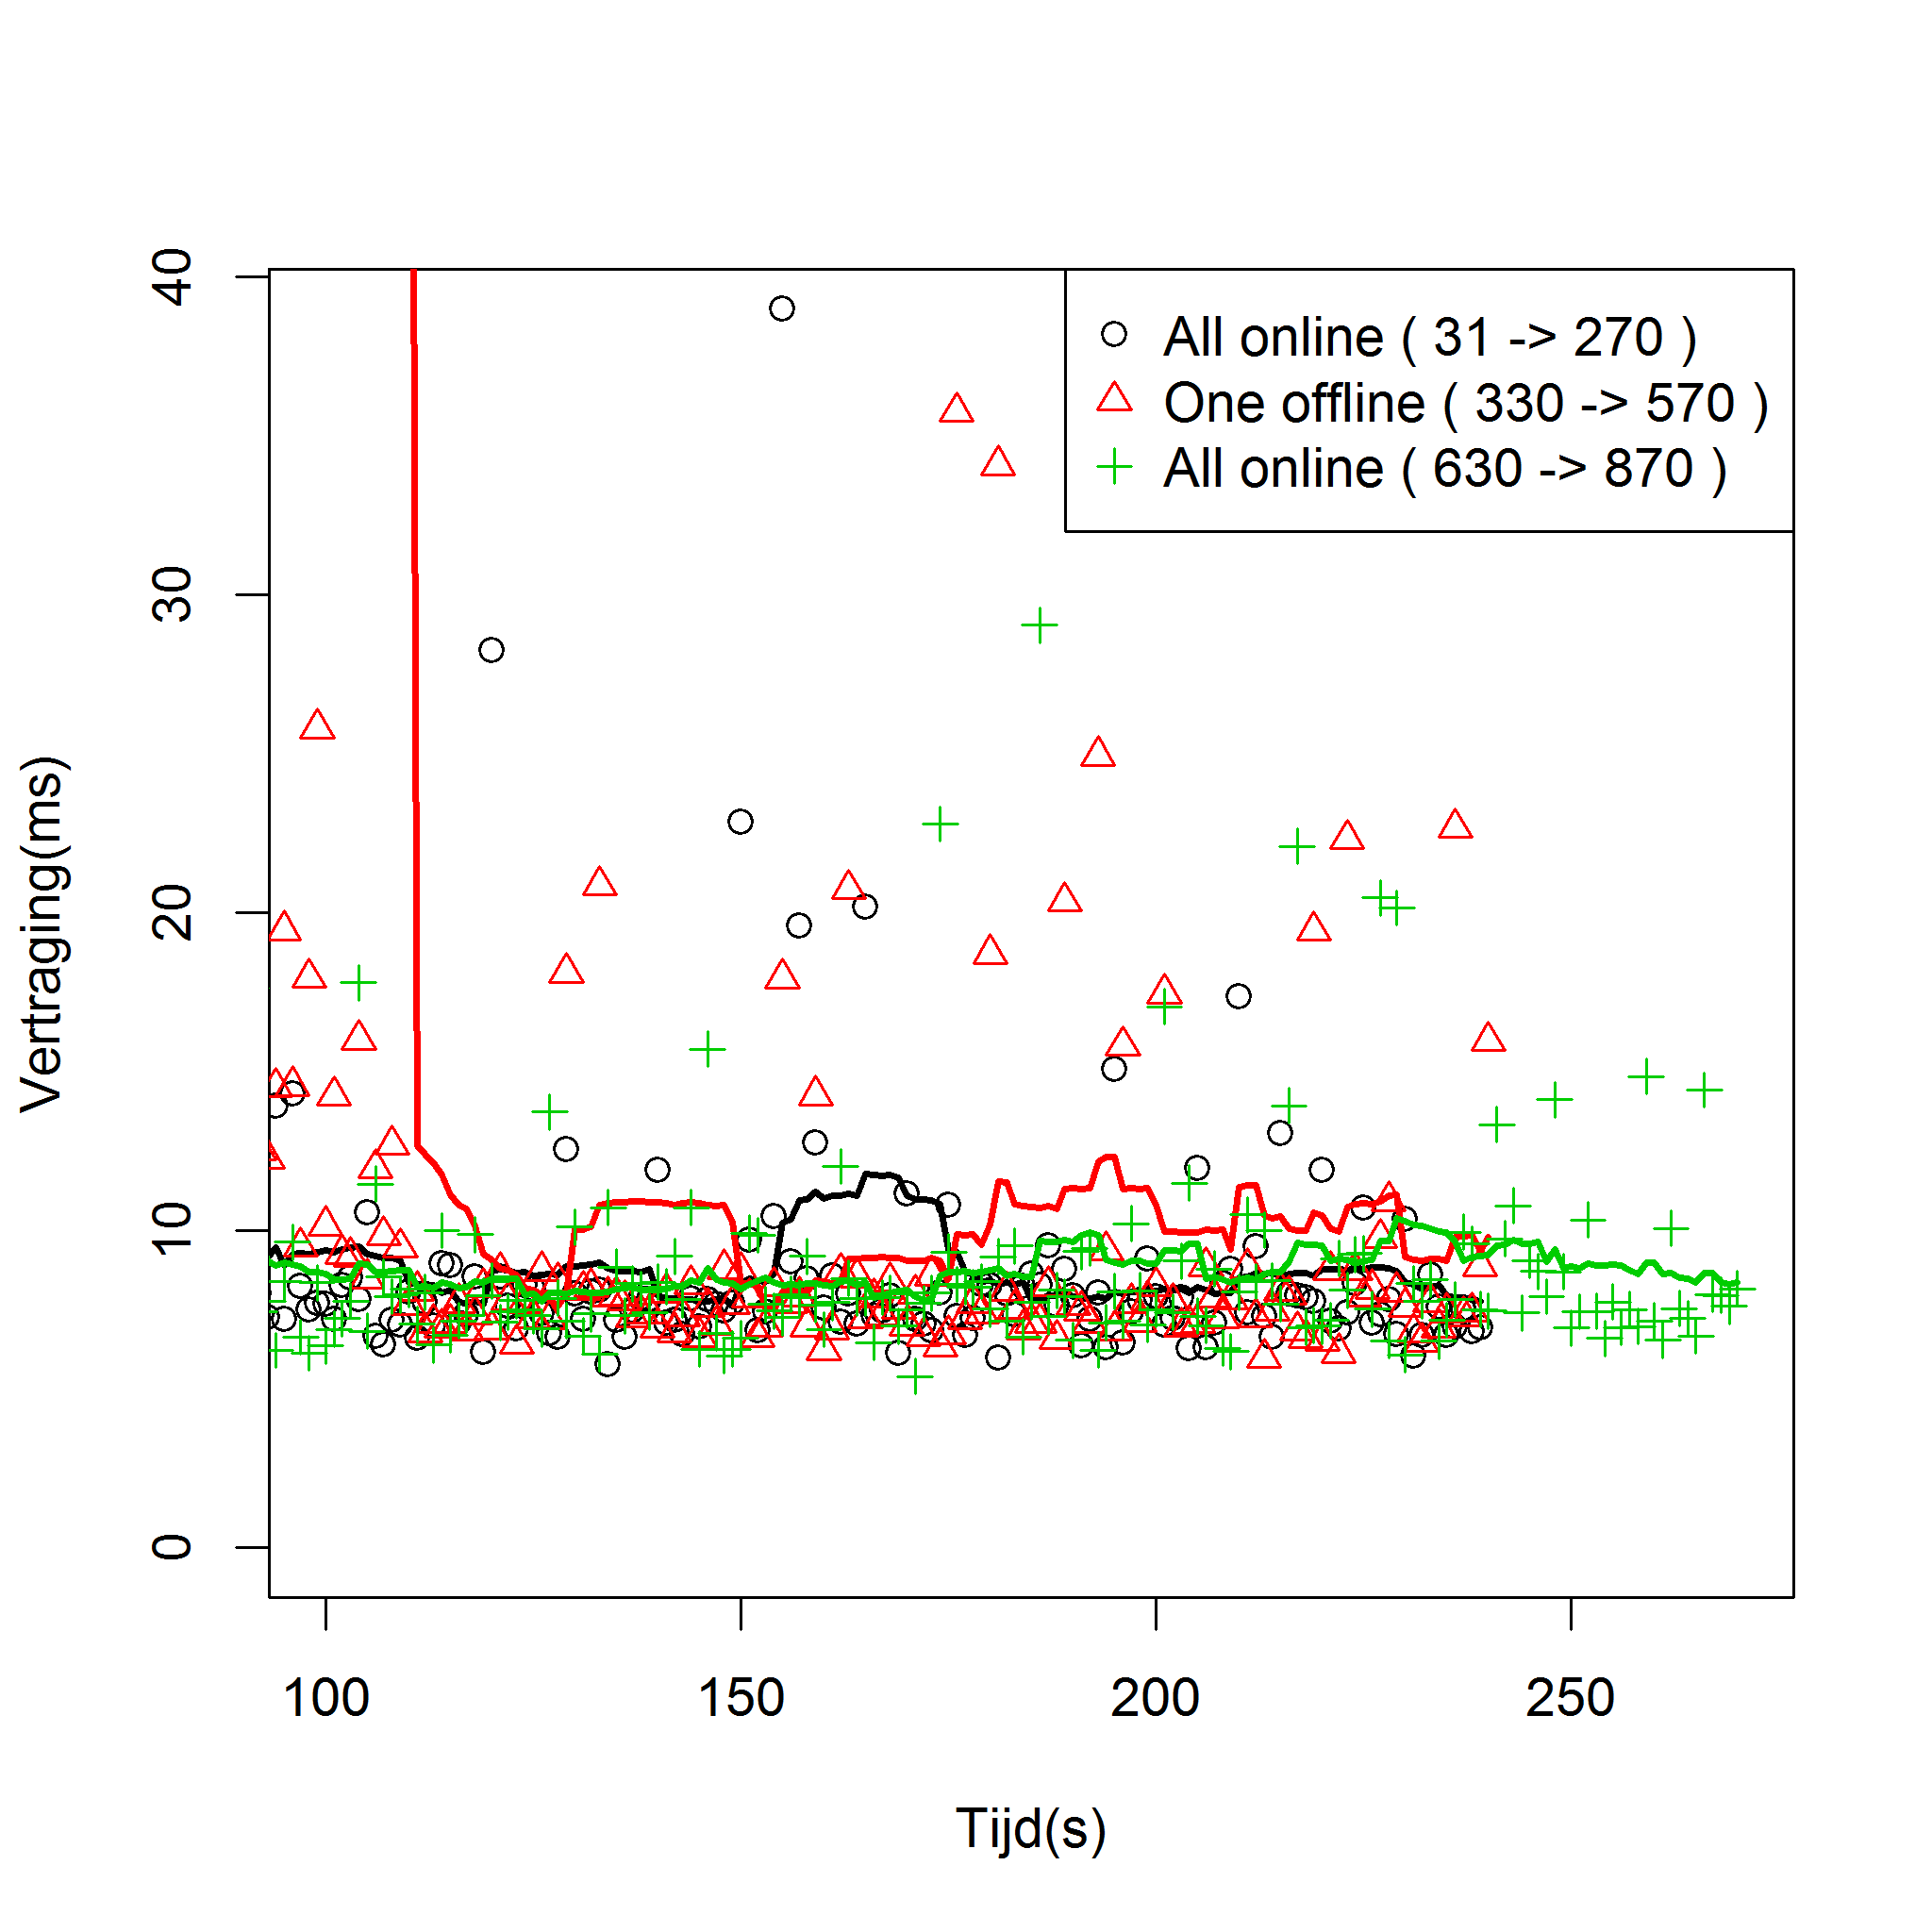 All online ( 31 -> 270 )
One offline ( 330 -> 570 )
All online ( 630 -> 870 )
Vertraging(ms)
40
30
20
10
0
100 150 200 250
Tijd(s)